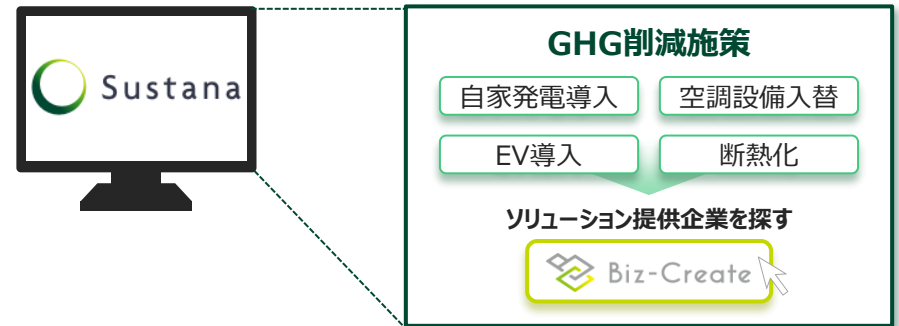 Sustana
GHG削減施策
自家発電導入
空調設備入替
EV導入
断熱化
ソリューション提供企業を探す
Biz-Create